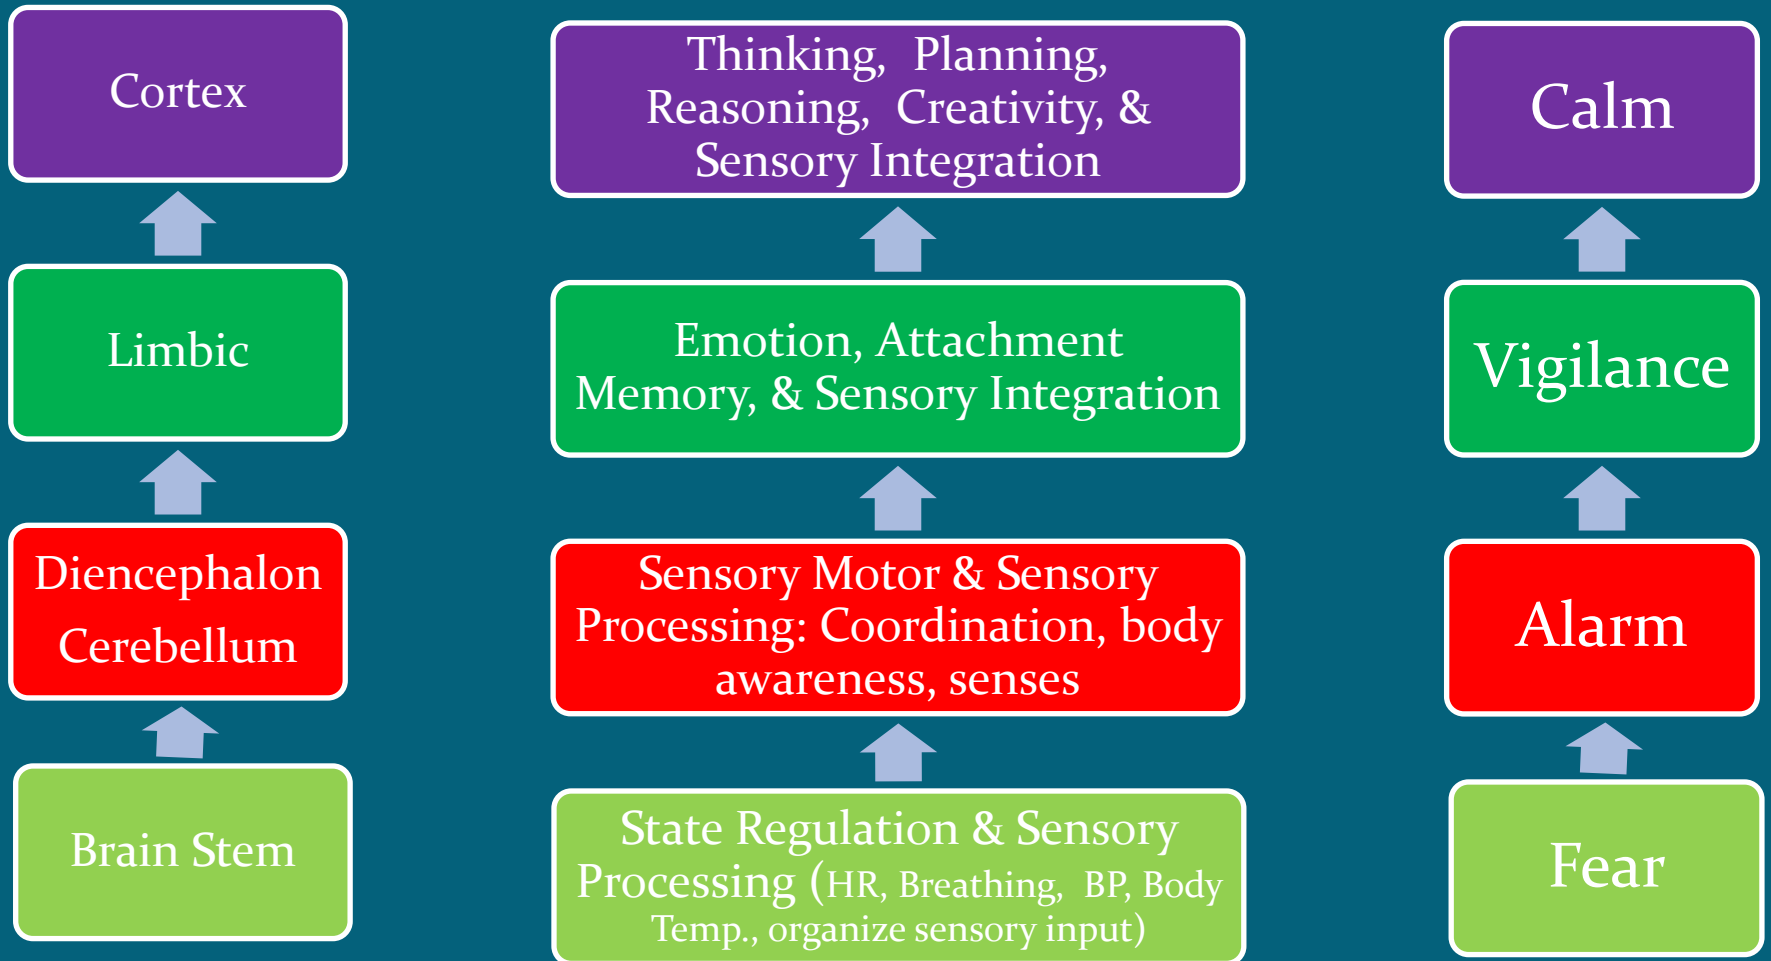 Cortex
Thinking, Planning,
Reasoning, Creativity, &
Sensory Integration
Calm
Limbic
Emotion, Attachment
Memory, & Sensory Integration
Vigilance
Diencephalon
Cerebellum
Sensory Motor & Sensory
Processing: Coordination, body
awareness, senses
Alarm
Brain Stem
State Regulation & Sensory
Processing (HR, Breathing, BP, Body
Temp., organize sensory input)
Fear